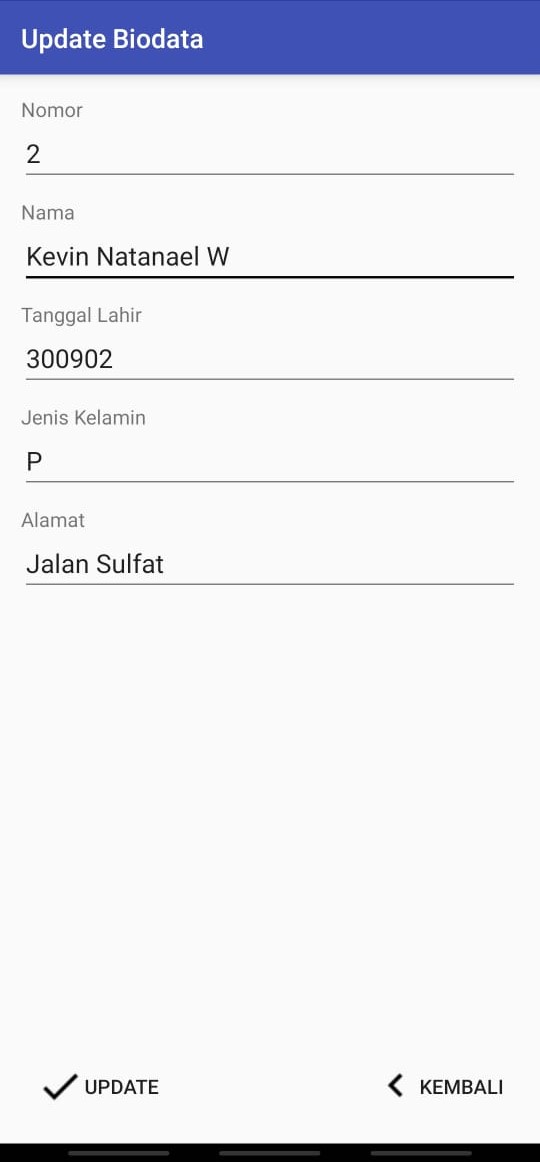 Update Biodata
Nomor
2
Nama
Kevin Natanael W
Tanggal Lahir
300902
Jenis Kelamin
P
Alamat
Jalan Sulfat
UPDATE
KEMBALI